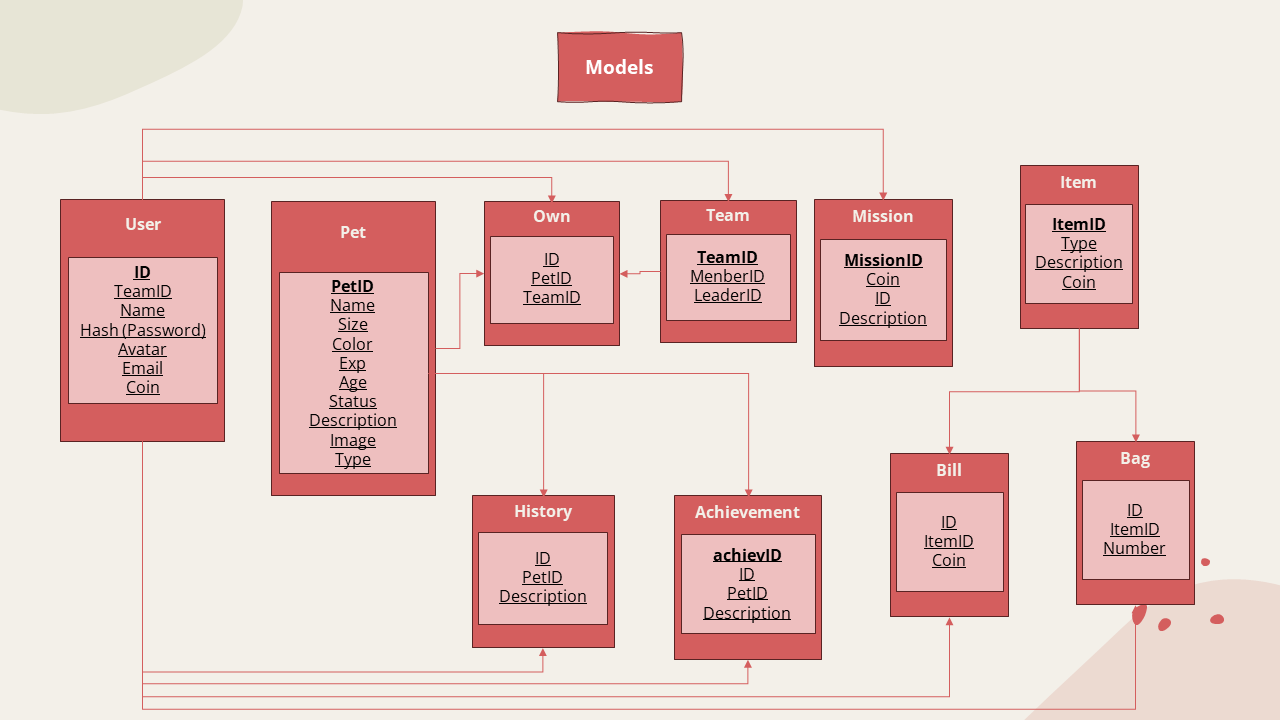 Models
User
ID
TeamID
Name
Hash (Password)
Avatar
Email
Coin
Pet
PetID
Name
Size
Color
Exp
Age
Status
Description
Image
Type
Own
ID
PetID
TeamID
Team
TeamID
MenberID
LeaderID
Mission
MissionID
Coin
ID
Description
Item
ItemID
Type
Description
Coin
History
ID
PetID
Description
Achievement
achievID
ID
PetID
Description
Bill
ID
ItemID
Coin
Bag
ID
ItemID
Number